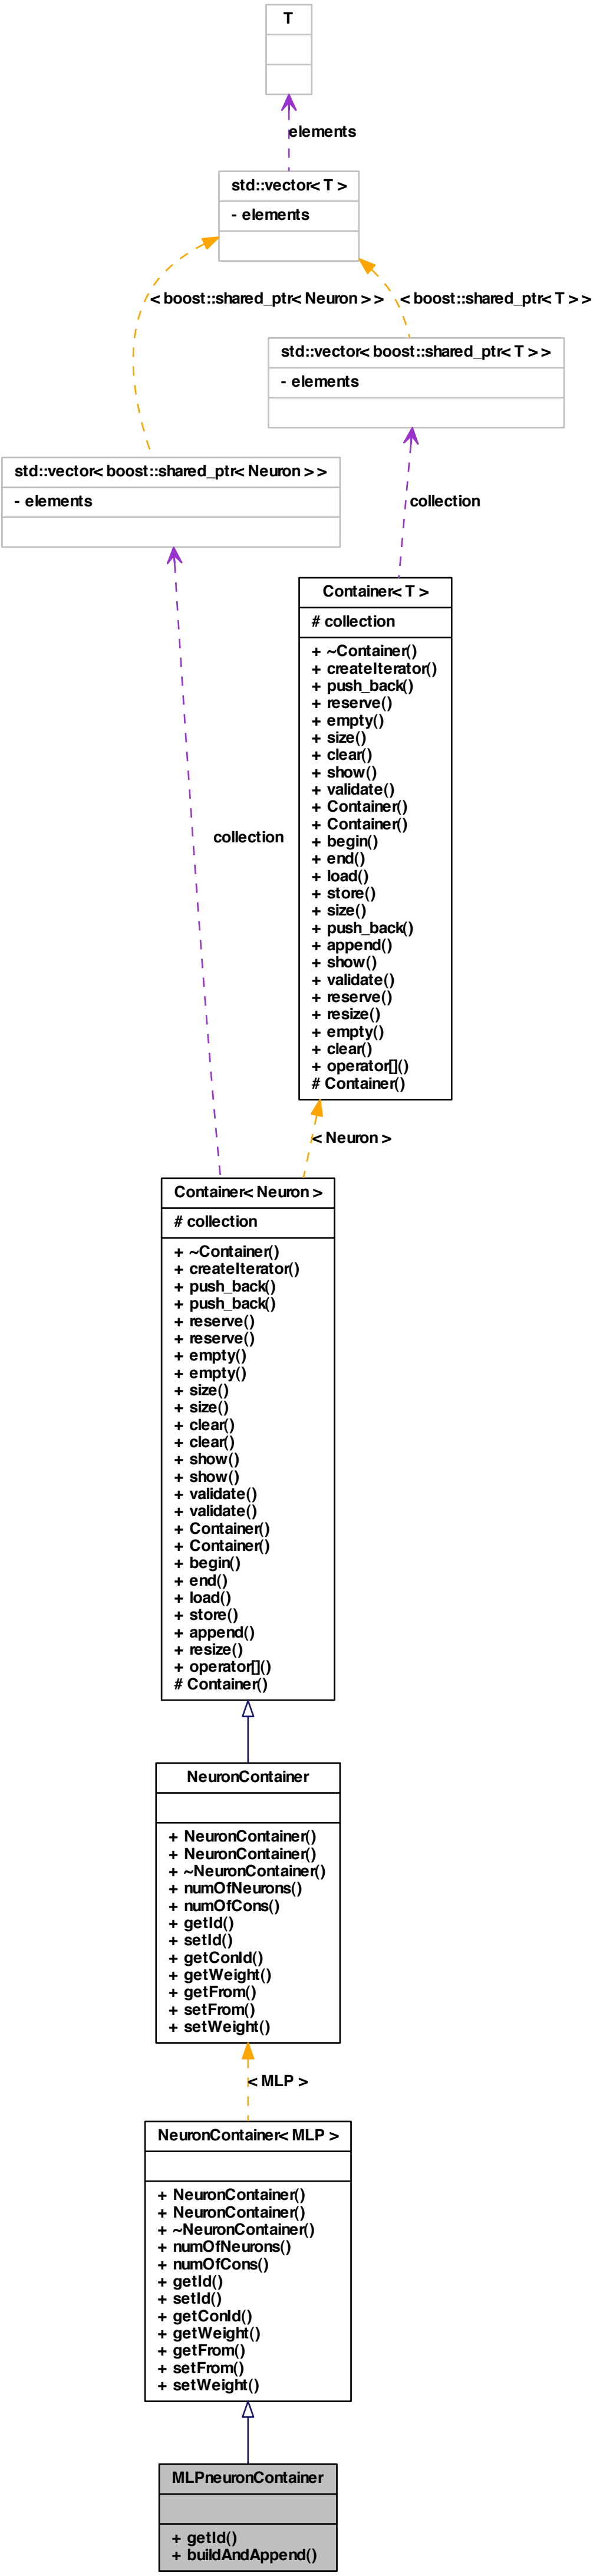 T
elements
std::vector< T >
- elements
< boost::shared_ptr< Neuron > >
< boost::shared_ptr< T > >
std::vector< boost::shared_ptr< T > >
- elements
std::vector< boost::shared_ptr< Neuron > >
- elements
collection
Container< T >
# collection
+ ~Container()
+ createIterator()
+ push_back()
+ reserve()
+ empty()
+ size()
+ clear()
+ show()
+ validate()
+ Container()
+ Container()
+ begin()
+ end()
+ load()
+ store()
+ size()
+ push_back()
+ append()
+ show()
+ validate()
+ reserve()
+ resize()
+ empty()
+ clear()
+ operator[]()
# Container()
collection
< Neuron >
Container< Neuron >
# collection
+ ~Container()
+ createIterator()
+ push_back()
+ push_back()
+ reserve()
+ reserve()
+ empty()
+ empty()
+ size()
+ size()
+ clear()
+ clear()
+ show()
+ show()
+ validate()
+ validate()
+ Container()
+ Container()
+ begin()
+ end()
+ load()
+ store()
+ append()
+ resize()
+ operator[]()
# Container()
NeuronContainer
+ NeuronContainer()
+ NeuronContainer()
+ ~NeuronContainer()
+ numOfNeurons()
+ numOfCons()
+ getId()
+ setId()
+ getConId()
+ getWeight()
+ getFrom()
+ setFrom()
+ setWeight()
< MLP >
NeuronContainer< MLP >
+ NeuronContainer()
+ NeuronContainer()
+ ~NeuronContainer()
+ numOfNeurons()
+ numOfCons()
+ getId()
+ setId()
+ getConId()
+ getWeight()
+ getFrom()
+ setFrom()
+ setWeight()
MLPneuronContainer
+ getId()
+ buildAndAppend()